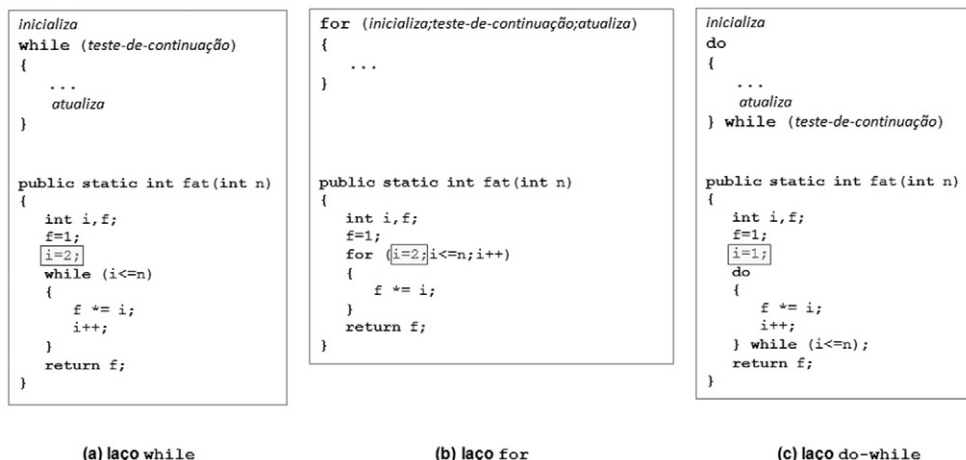 inicializa
while (teste-de-continuação)
{
...
atualiza
}
public static int fat(int n)
{
int i,f;
f=1;
i=2;
while (i<=n)
{
f *= i;
i++;
}
return f;
}
(a) laço while
for (inicializa;teste-de-continuação;atualiza)
{
...
}
public static int fat(int n)
{
int i,f;
f=1;
for (i=2;i<=n;i++)
{
f *= i;
}
return f;
}
(b) laço for
inicializa
do
{
...
atualiza
} while (teste-de-continuação)
public static int fat(int n)
{
int i,f;
f=1;
i=1;
do
{
f *= i;
i++;
} while (i<=n);
return f;
}
(c) laço do-while